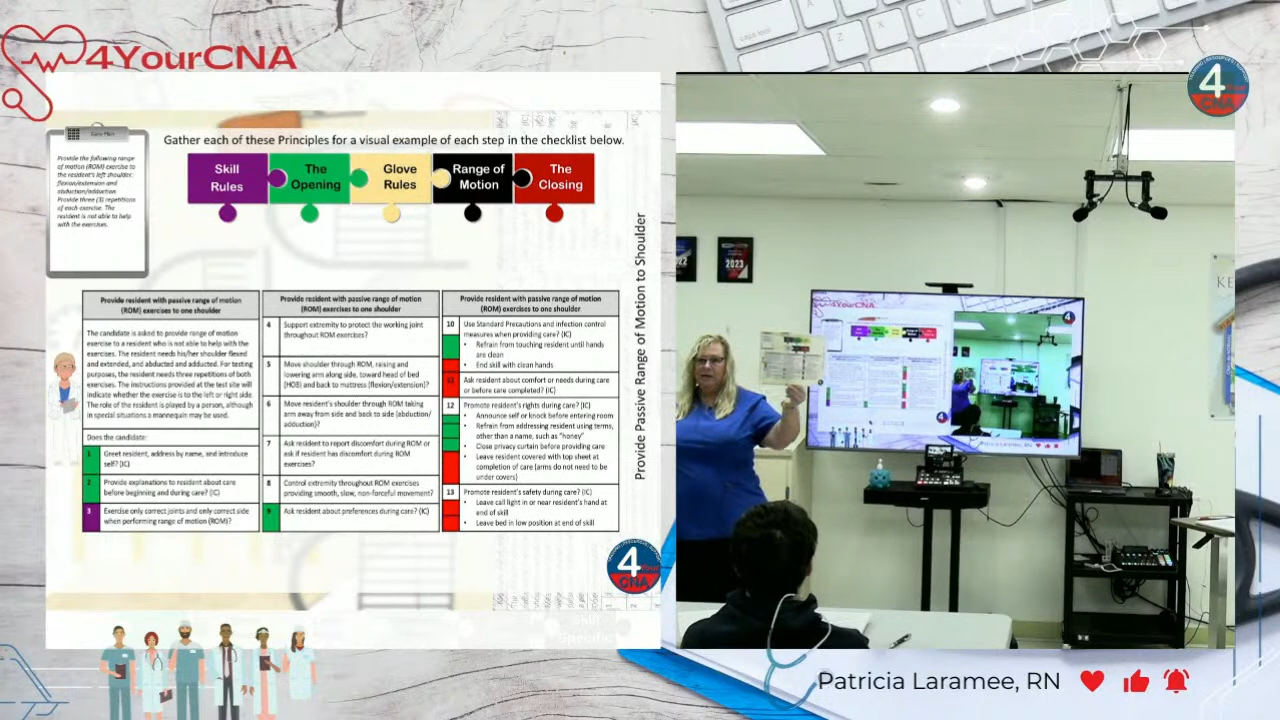 4YourCNA
Gather each of these Principles for a visual example of each step in the checklist below.
Care Plan
Provide the following range
of motion (ROM) exercise to
the resident's left shoulder:
flexion/extension and
abduction/adduction.
Provide three (3) repetitions
of each exercise. The
resident is not able to help
with the exercises.
Skill
Rules
The
Opening
Glove
Rules
Range of
Motion
The
Closing
Provide Passive Range of Motion to Shoulder
Provide resident with passive range of motion
(ROM) exercises to one shoulder
The candidate is asked to provide range of motion
exercise to a resident who is not able to help with the
exercises. The resident needs his/her shoulder flexed
and extended, and abducted and adducted. For testing
purposes, the resident needs three repetitions of both
exercises. The instructions provided at the test site will
indicate whether the exercise is to the left or right side.
The role of the resident is played by a person, although
in special situations a mannequin may be used.
Does the candidate:
1 Greet resident, address by name, and introduce
self? (IC)
2 Provide explanations to resident about care
before beginning and during care? (IC)
3 Exercise only correct joints and only correct side
when performing range of motion (ROM)?
Provide resident with passive range of motion
(ROM) exercises to one shoulder
4 Support extremity to protect the working joint
throughout ROM exercises?
5 Move shoulder through ROM, raising and
lowering arm along side, toward head of bed
(HOB) and back to mattress (flexion/extension)?
6 Move resident's shoulder through ROM taking
arm away from side and back to side (abduction/
adduction)?
7 Ask resident to report discomfort during ROM or
ask if resident has discomfort during ROM
exercises?
8 Control extremity throughout ROM exercises
providing smooth, slow, non-forceful movement?
9 Ask resident about preferences during care? (IC)
Provide resident with passive range of motion
(ROM) exercises to one shoulder
10 Use Standard Precautions and infection control
measures when providing care? (IC)
• Refrain from touching resident until hands
are clean
• End skill with clean hands
11 Ask resident about comfort or needs during care
or before care completed? (IC)
12 Promote resident's rights during care? (IC)
• Announce self or knock before entering room
• Refrain from addressing resident using terms,
other than a name, such as "honey"
• Close privacy curtain before providing care
• Leave resident covered with top sheet at
completion of care (arms do not need to be
under covers)
13 Promote resident's safety during care? (IC)
• Leave call light in or near resident's hand at
end of skill
• Leave bed in low position at end of skill
4
CNA
Skill
Specific
caps lock
A
Z
X
C
4
CNA
2023
4YourCNA
KE
Patricia Laramee, RN